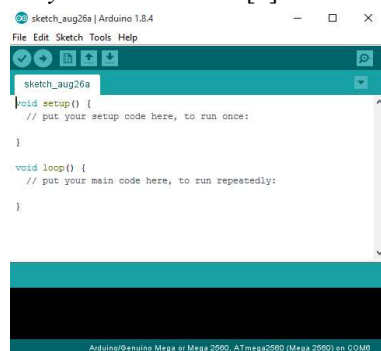 sketch_aug26a | Arduino 1.8.4
File Edit Sketch Tools Help
sketch_aug26a
void setup() {
// put your setup code here, to run once:
}
void loop() {
// put your main code here, to run repeatedly:
}
Arduino/Genuino Mega or Mega 2560, ATmega2560 (Mega 2560) on COM6